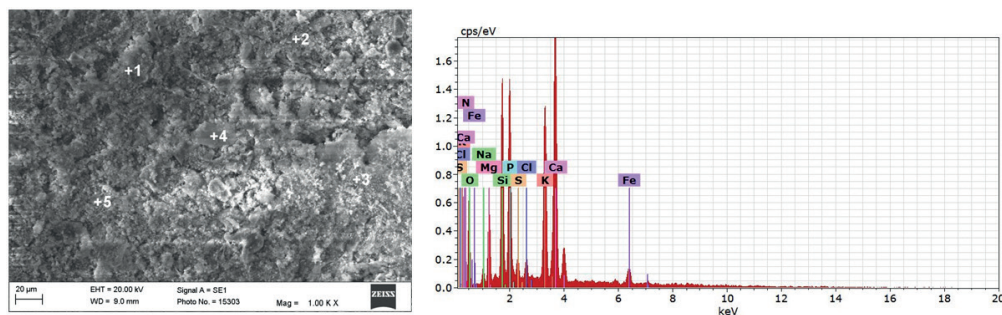 +1
+2
+3
+4
+5
20 µm
EHT = 20.00 kV
Signal A = SE1
WD = 9.0 mm
Photo No. = 15303
Mag = 1.00 K X
ZEISS
cps/eV
1.6
1.4
1.2
1.0
0.8
0.6
0.4
0.2
0.0
N
Fe
Ca
Cl
Na
S
Mg
P
Cl
Ca
O
Si
S
K
Fe
2
4
6
8
10
12
14
16
18
20
keV